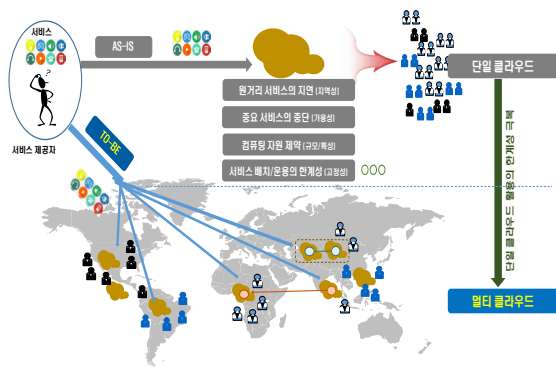 서비스
AS-IS
?
서비스 제공자
TO-BE
원거리 서비스의 지연 (지역성)
중요 서비스의 중단 (가용성)
컴퓨팅 자원 제약 (규모/특성)
서비스 배치/운용의 한계성 (고정성)
○○○
단일 클라우드
단일 클라우드 활용의 한계성 극복
멀티 클라우드